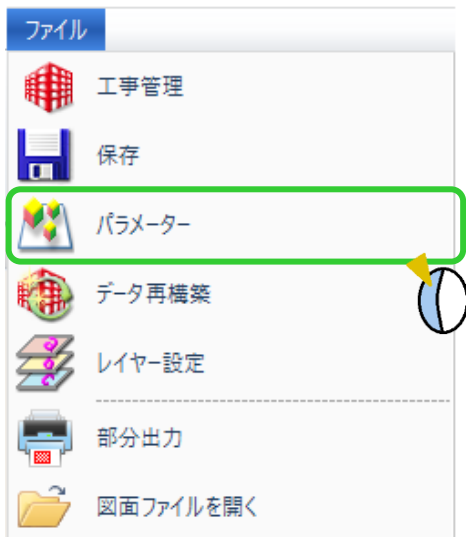 ファイル
工事管理
保存
パラメーター
データ再構築
レイヤー設定
部分出力
図面ファイルを開く